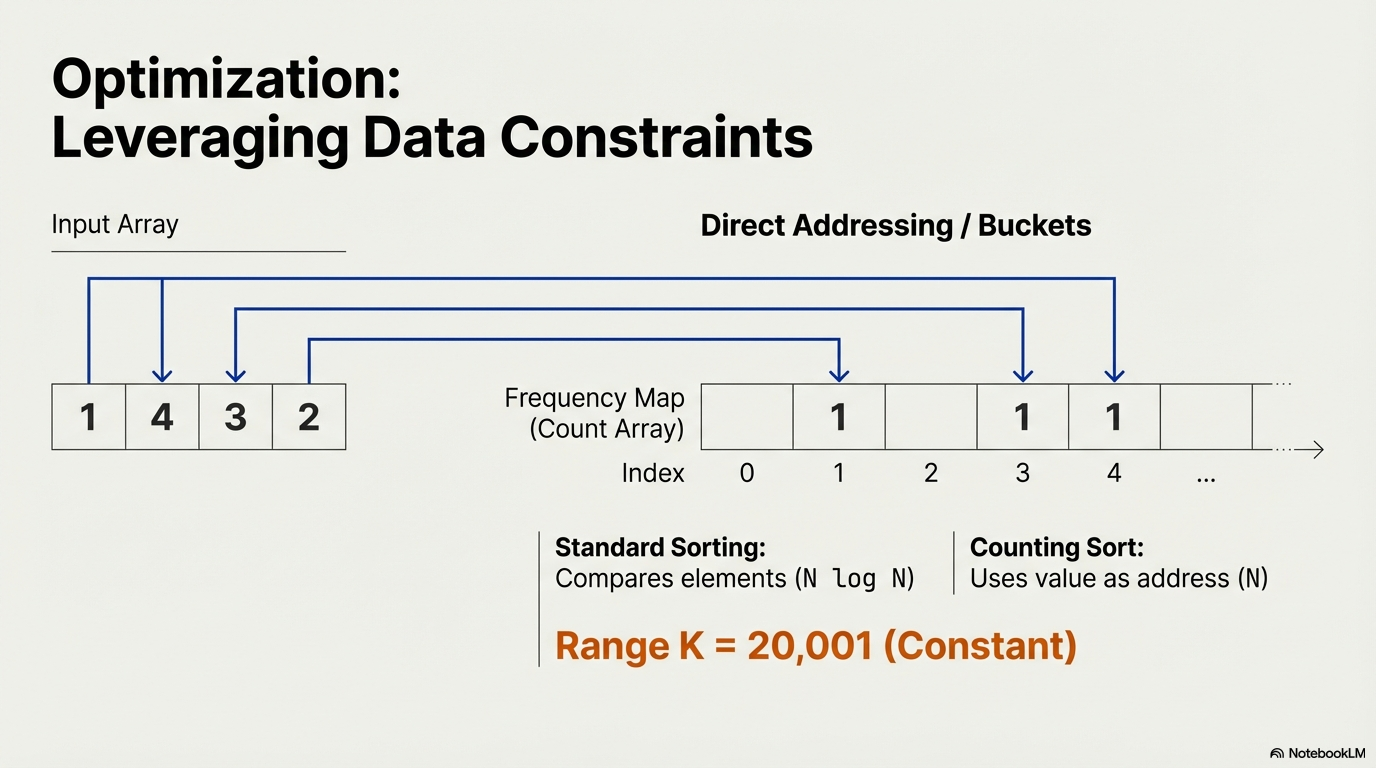 Optimization:
Leveraging Data Constraints
Input Array
Direct Addressing / Buckets
1 4 3 2
Frequency Map
(Count Array)
1 1 1
Index 0 1 2 3 4 ...
Standard Sorting:
Compares elements (N log N)
Counting Sort:
Uses value as address (N)
Range K = 20,001 (Constant)
NotebookLM